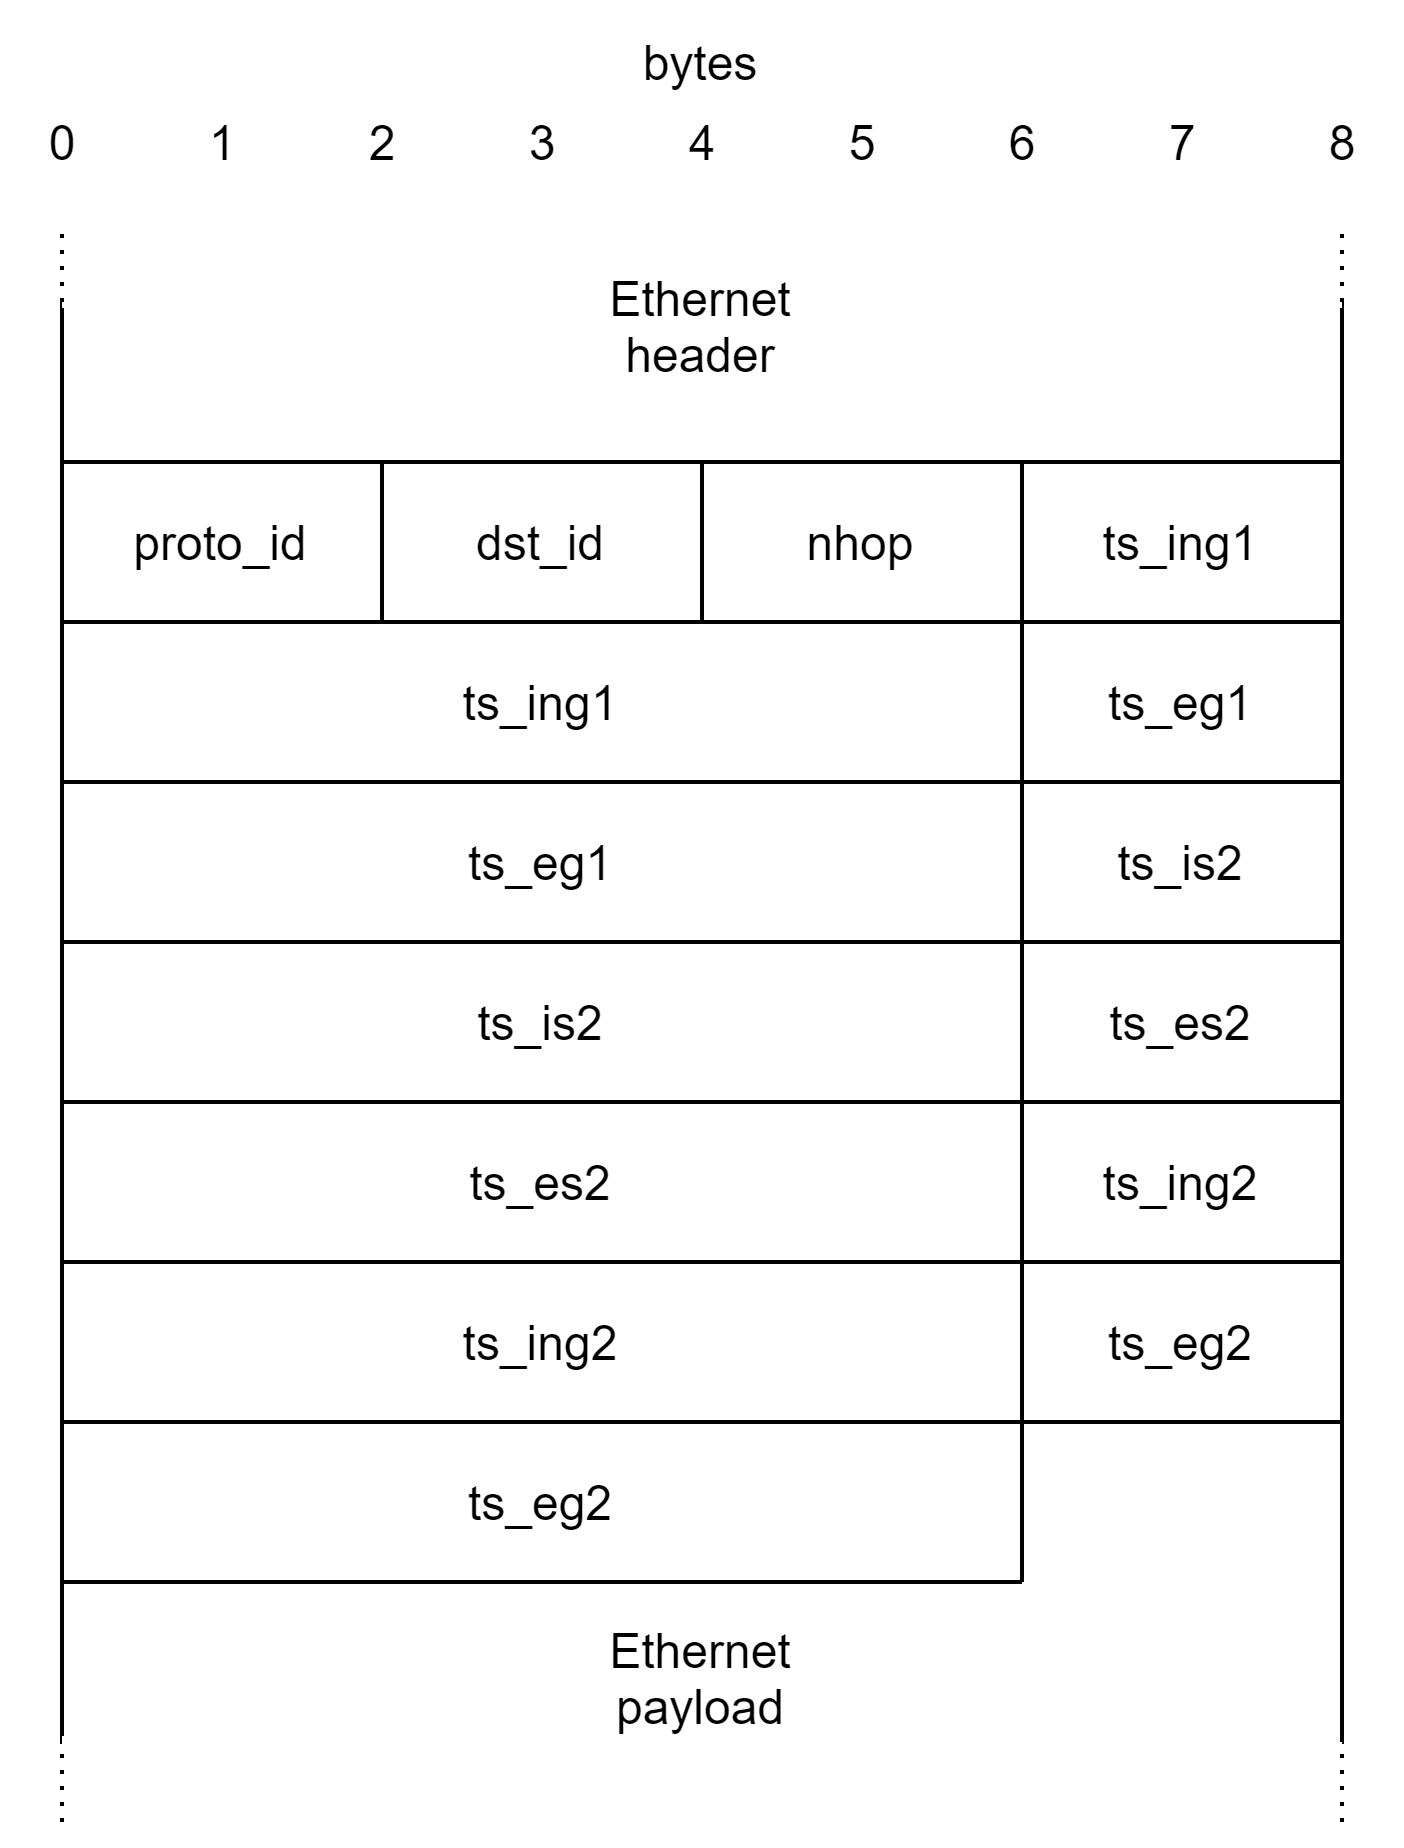 bytes
0 1 2 3 4 5 6 7 8
Ethernet
header
proto_id dst_id nhop ts_ing1
ts_ing1 ts_eg1
ts_eg1 ts_is2
ts_is2 ts_es2
ts_es2 ts_ing2
ts_ing2 ts_eg2
ts_eg2
Ethernet
payload